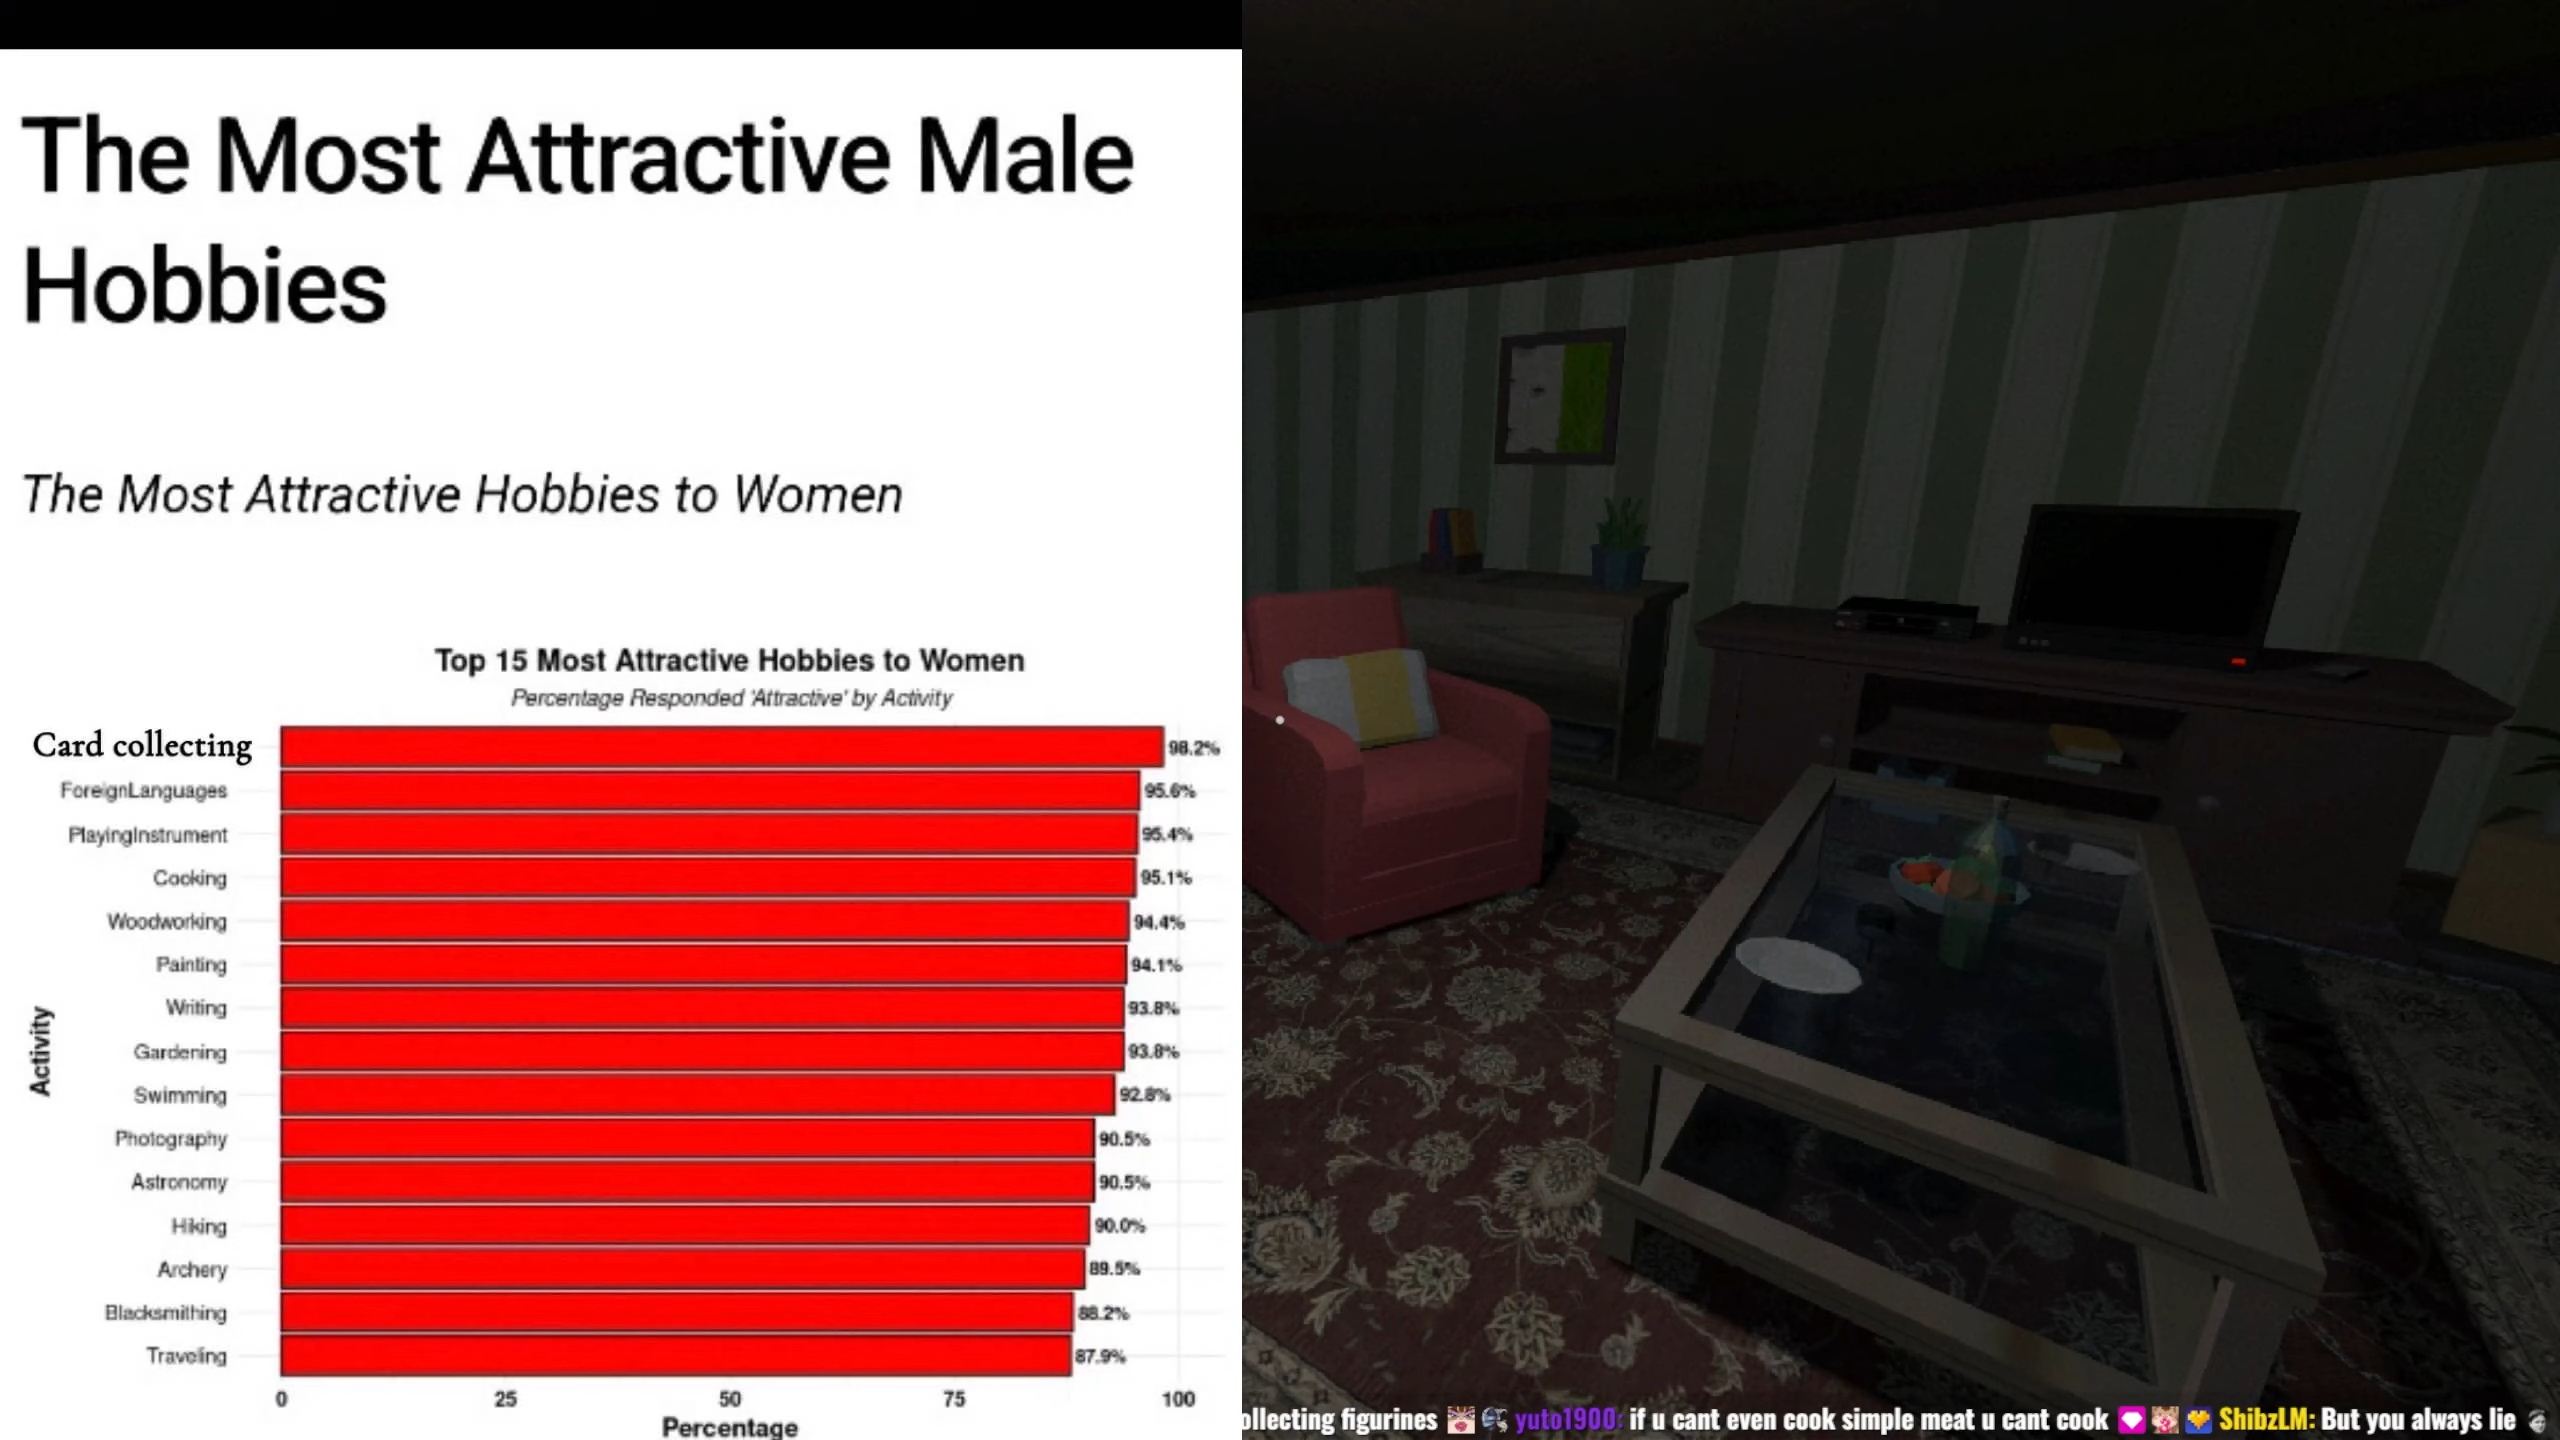 The Most Attractive Male
Hobbies
The Most Attractive Hobbies to Women
Top 15 Most Attractive Hobbies to Women
Percentage Responded 'Attractive' by Activity
Card collecting 98.2%
ForeignLanguages 95.6%
PlayingInstrument 95.4%
Cooking 95.1%
Woodworking 94.4%
Painting 94.1%
Writing 93.8%
Gardening 93.8%
Swimming 92.8%
Photography 90.5%
Astronomy 90.5%
Hiking 90.0%
Archery 89.5%
Blacksmithing 88.2%
Traveling 87.9%
Activity
0 25 50 75 100
Percentage
ollecting figurines yuto1900: if u cant even cook simple meat u cant cook ShibzLM: But you always lie